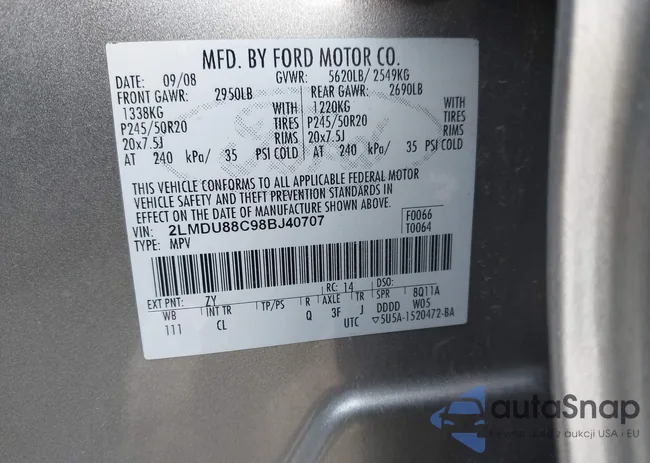 MFD. BY FORD MOTOR CO.
DATE: 09/08 GVWR: 5620LB/ 2549KG
FRONT GAWR: 2950LB REAR GAWR: 2690LB
1338KG WITH 1220KG WITH
P245/50R20 TIRES P245/50R20 TIRES
20x7.5J RIMS 20x7.5J RIMS
AT 240 kPa/ 35 PSI COLD AT 240 kPa/ 35 PSI COLD
THIS VEHICLE CONFORMS TO ALL APPLICABLE FEDERAL MOTOR
VEHICLE SAFETY AND THEFT PREVENTION STANDARDS IN
EFFECT ON THE DATE OF MANUFACTURE SHOWN ABOVE.
VIN: 2LMDU88C98BJ40707 F0066
TYPE: MPV T0064
EXT PNT: ZY RC: 14 DSO:
WB INT TR TP/PS R AXLE TR SPR 8Q11A
111 CL Q 3F J DDDD W05
UTC ▽5U5A-1520472-BA
autoSnap